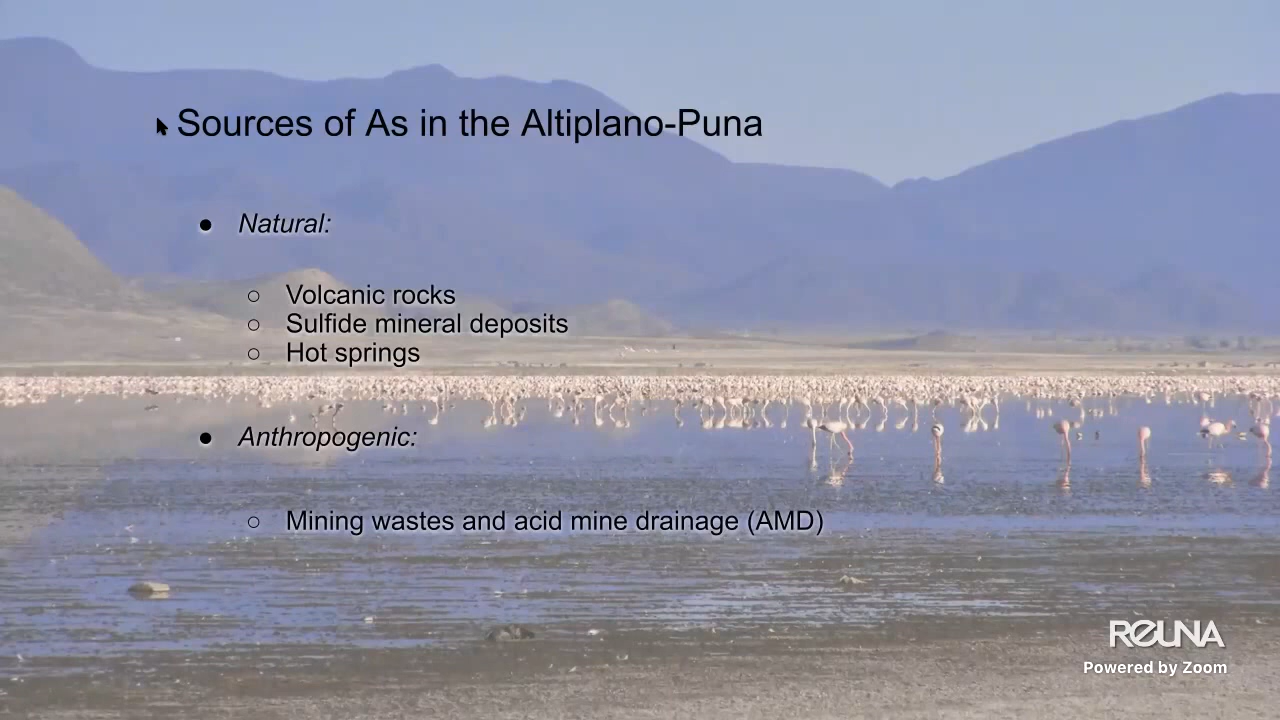 Sources of As in the Altiplano-Puna
● Natural:
○ Volcanic rocks
○ Sulfide mineral deposits
○ Hot springs
● Anthropogenic:
○ Mining wastes and acid mine drainage (AMD)
REUNA
Powered by Zoom